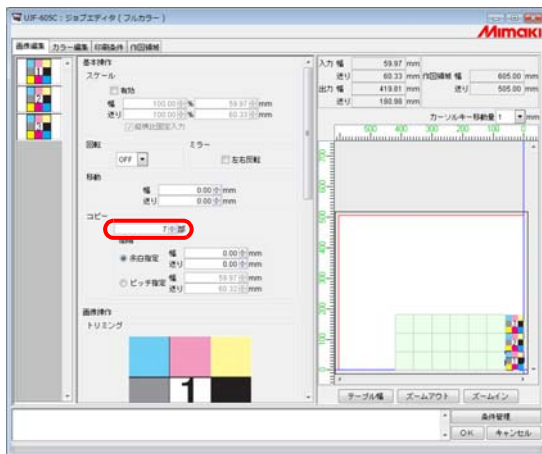 UJF-605C : ジョブエディタ ( フルカラー )
Mimaki
画像編集 カラー編集 印刷条件 作図領域
1
2
3
基本操作
スケール
有効
幅 100.00 % 59.97 mm
送り 100.00 % 60.33 mm
縦横比固定入力
回転 ミラー
OFF 左右反転
移動
幅 0.00 mm
送り 0.00 mm
コピー
7 部
間隔
余白指定 幅 0.00 mm
送り 0.00 mm
ピッチ指定 幅 59.97 mm
送り 60.33 mm
画像操作
トリミング
1
入力 幅 59.97 mm
送り 60.33 mm 作図領域 幅 605.00 mm
出力 幅 419.81 mm 送り 505.00 mm
送り 180.98 mm
カーソルキー移動量 1 mm
500 400 300 200 100 0
テーブル幅 ズームアウト ズームイン
条件管理
OK キャンセル